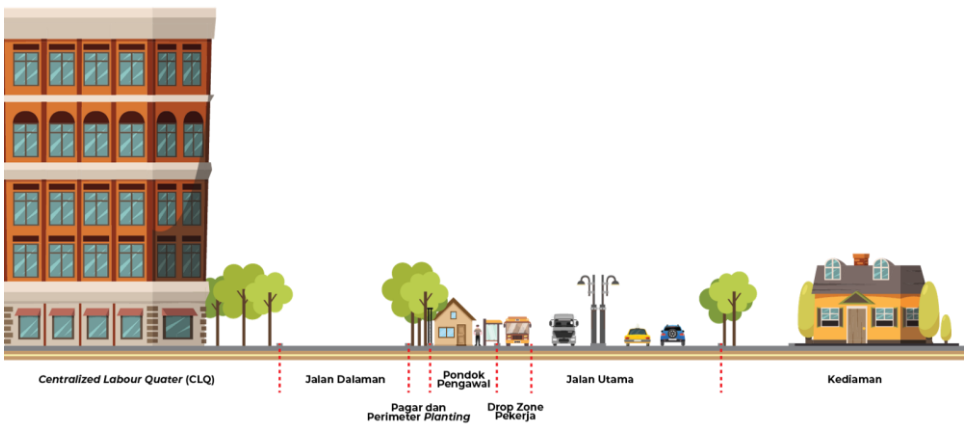 Centralized Labour Quater (CLQ)
Jalan Dalaman
Pagar dan
Perimeter Planting
Pondok
Pengawal
Drop Zone
Pekerja
Jalan Utama
Kediaman